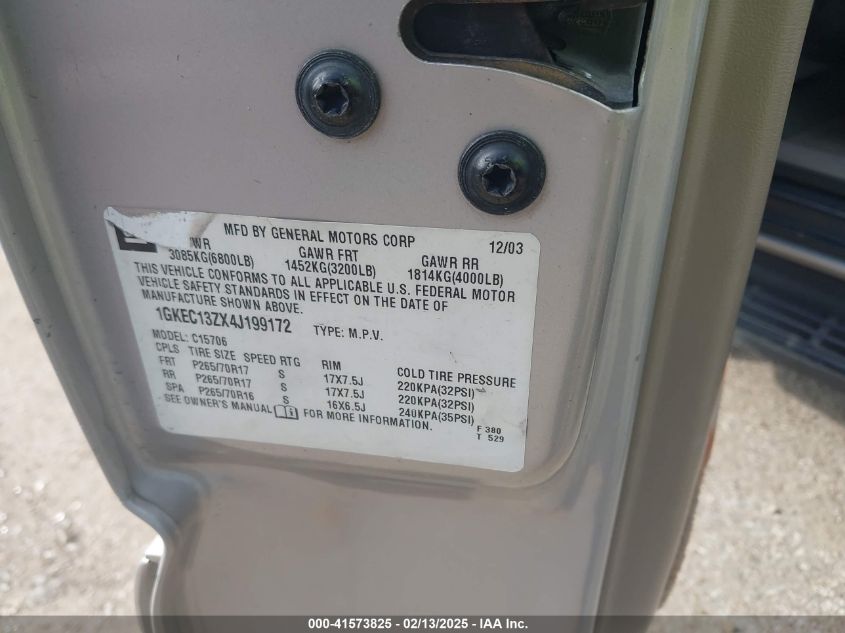 MFD BY GENERAL MOTORS CORP 12/03
WR GAWR FRT GAWR RR
3085KG(6800LB) 1452KG(3200LB) 1814KG(4000LB)
THIS VEHICLE CONFORMS TO ALL APPLICABLE U.S. FEDERAL MOTOR
VEHICLE SAFETY STANDARDS IN EFFECT ON THE DATE OF
MANUFACTURE SHOWN ABOVE.
1GKEC13ZX4J199172 TYPE: M.P.V.
MODEL: C15706
CPLS TIRE SIZE SPEED RTG RIM COLD TIRE PRESSURE
FRT P265/70R17 S 17X7.5J 220KPA(32PSI)
RR P265/70R17 S 17X7.5J 220KPA(32PSI)
SPA P265/70R16 S 16X6.5J 240KPA(35PSI)
SEE OWNER'S MANUAL FOR MORE INFORMATION.
F 380
T 529
000-41573825 - 02/13/2025 - IAA Inc.